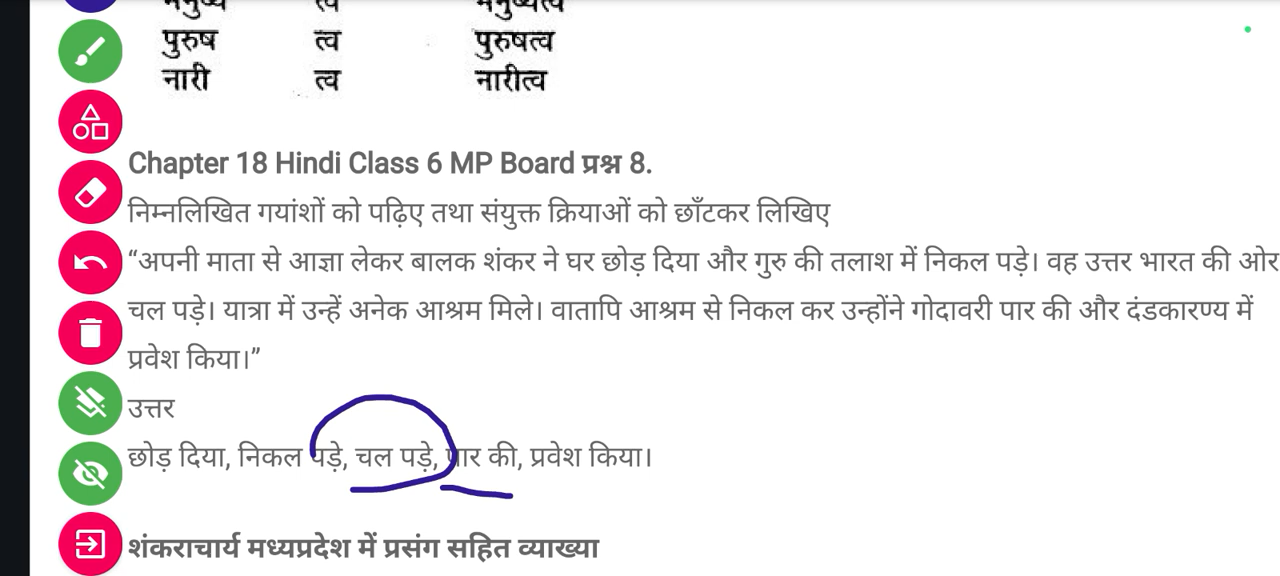 मनुष्य त्व मनुष्यत्व
पुरुष त्व पुरुषत्व
नारी त्व नारीत्व
Chapter 18 Hindi Class 6 MP Board प्रश्न 8.
निम्नलिखित गयांशों को पढ़िए तथा संयुक्त क्रियाओं को छाँटकर लिखिए
“अपनी माता से आज्ञा लेकर बालक शंकर ने घर छोड़ दिया और गुरु की तलाश में निकल पड़े। वह उत्तर भारत की ओर
चल पड़े। यात्रा में उन्हें अनेक आश्रम मिले। वातापि आश्रम से निकल कर उन्होंने गोदावरी पार की और दंडकारण्य में
प्रवेश किया।”
उत्तर
छोड़ दिया, निकल पड़े, चल पड़े, पार की, प्रवेश किया।
शंकराचार्य मध्यप्रदेश में प्रसंग सहित व्याख्या